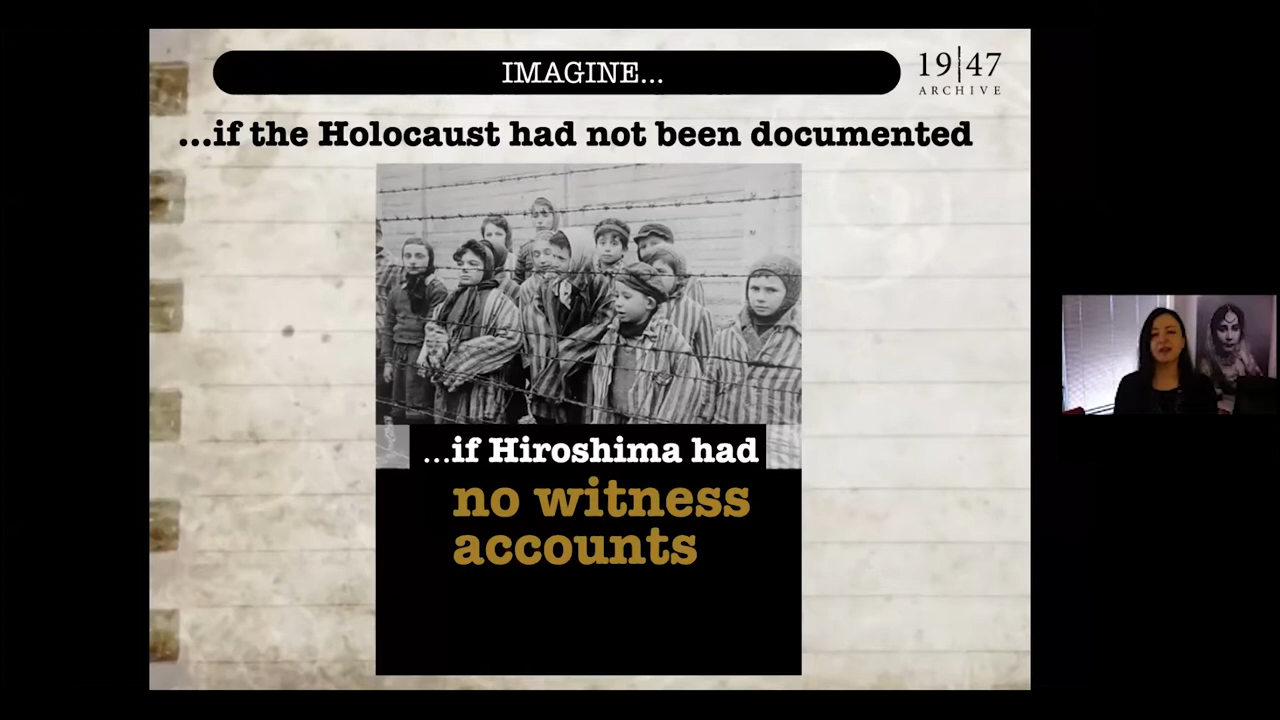 IMAGINE...
19|47
ARCHIVE
...if the Holocaust had not been documented
...if Hiroshima had
no witness
accounts